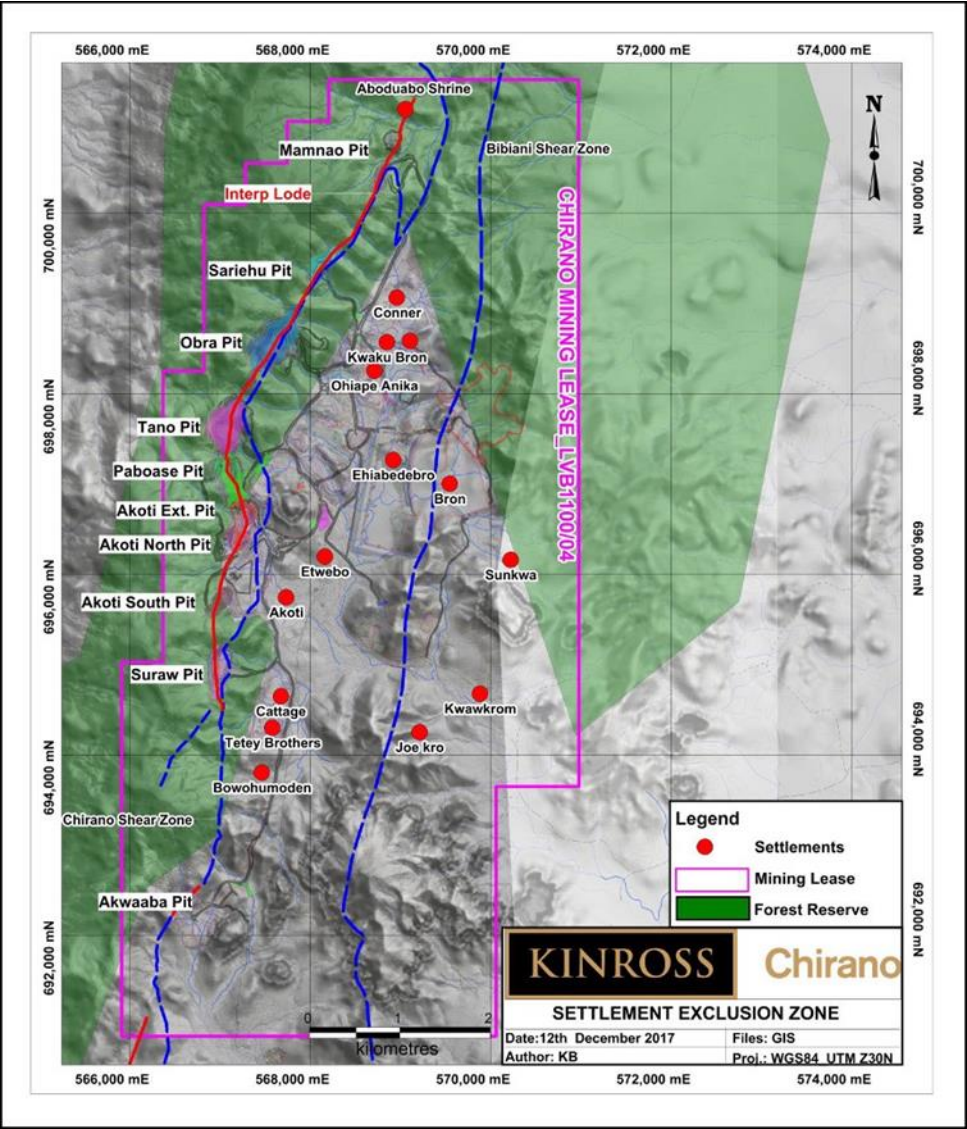 566,000 mE
568,000 mE
570,000 mE
572,000 mE
574,000 mE
Aboduabo Shrine
N
Mamnao Pit
Bibiani Shear Zone
700,000 mN
700,000 mN
Interp Lode
CHIRANO MINING LEASE_LVB1100/04
Sariehu Pit
Conner
Obra Pit
Kwaku Bron
698,000 mN
Ohiape Anika
698,000 mN
Tano Pit
Paboase Pit
Ehiabedebro
Bron
Akoti Ext. Pit
Akoti North Pit
696,000 mN
Etwebo
Sunkwa
696,000 mN
Akoti South Pit
Akoti
Suraw Pit
Cattage
Kwawkrom
694,000 mN
Tetey Brothers
Joe kro
694,000 mN
Bowohumoden
Chirano Shear Zone
Legend
Settlements
Mining Lease
Forest Reserve
Akwaaba Pit
692,000 mN
692,000 mN
KINROSS
Chirano
SETTLEMENT EXCLUSION ZONE
0
1
2
kilometres
Date:12th December 2017
Files: GIS
Author: KB
Proj.: WGS84_UTM Z30N
566,000 mE
568,000 mE
570,000 mE
572,000 mE
574,000 mE